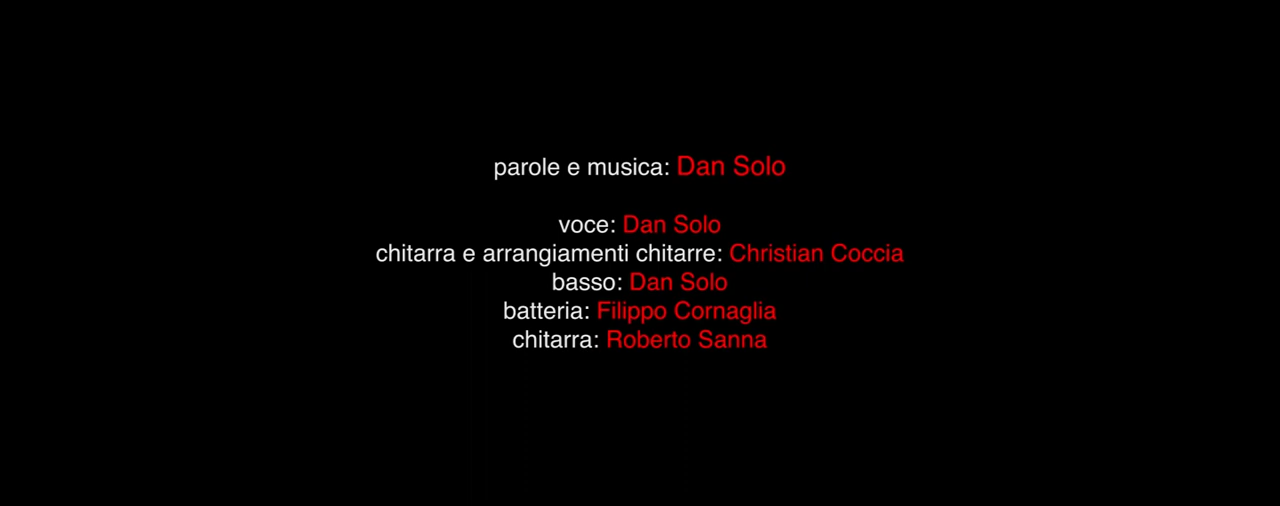 parole e musica: Dan Solo
voce: Dan Solo
chitarra e arrangiamenti chitarre: Christian Coccia
basso: Dan Solo
batteria: Filippo Cornaglia
chitarra: Roberto Sanna